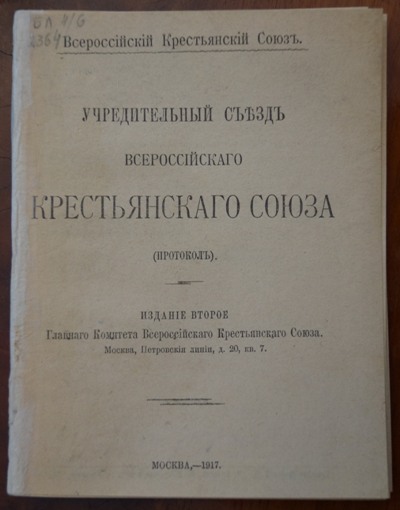 Всероссійскій Крестьянскій Союзъ.
УЧРЕДИТЕЛЬНЫЙ СЪѢЗДЪ
ВСЕРОССІЙСКАГО
КРЕСТЬЯНСКАГО СОЮЗА
(ПРОТОКОЛЪ).
ИЗДАНІЕ ВТОРОЕ
Главнаго Комитета Всероссійскаго Крестьянскаго Союза.
Москва, Петровскія линіи, д. 20, кв. 7.
МОСКВА,—1917.